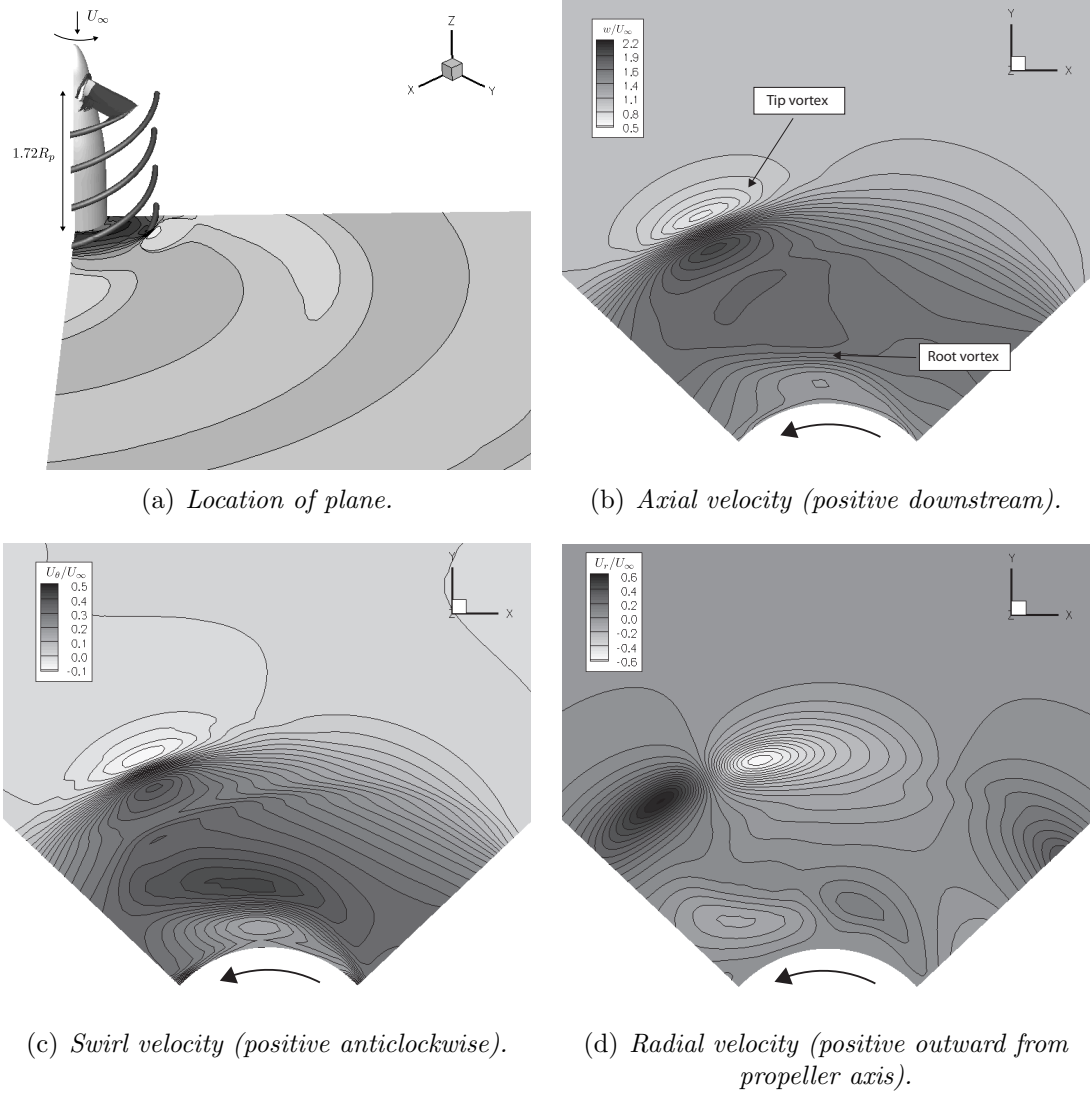 U∞
Z
X
Y
1.72Rp
(a) Location of plane.
w/U∞
2.2
1.9
1.6
1.4
1.1
0.8
0.5
Y
Z
X
Tip vortex
Root vortex
(b) Axial velocity (positive downstream).
Uθ/U∞
0.5
0.4
0.3
0.2
0.1
0.0
-0.1
Y
Z
X
(c) Swirl velocity (positive anticlockwise).
Ur/U∞
0.6
0.4
0.2
0.0
-0.2
-0.4
-0.6
Y
Z
X
(d) Radial velocity (positive outward from
propeller axis).